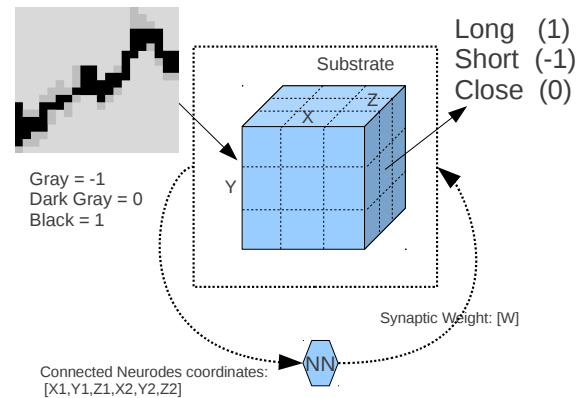 Long (1)
Short (-1)
Close (0)
Substrate
Z
X
Y
Gray = -1
Dark Gray = 0
Black = 1
Synaptic Weight: [W]
NN
Connected Neurodes coordinates:
[X1,Y1,Z1,X2,Y2,Z2]